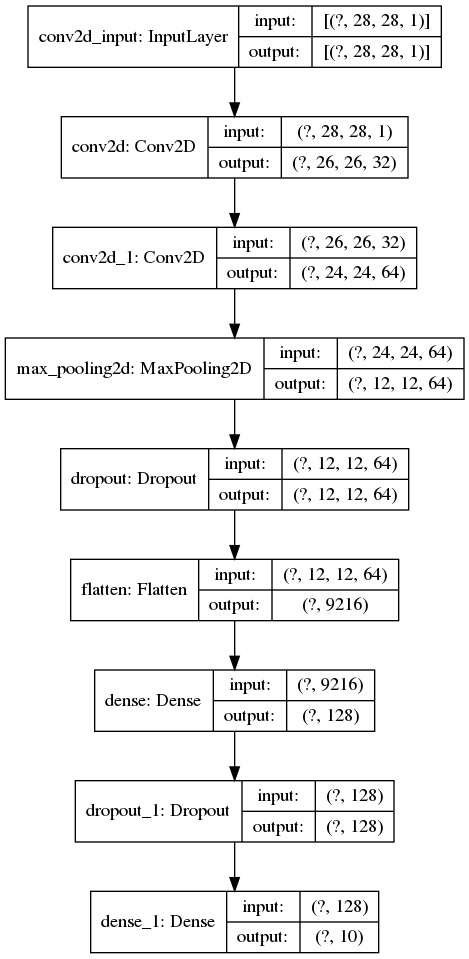 conv2d_input: InputLayer
input: [(?, 28, 28, 1)]
output: [(?, 28, 28, 1)]
conv2d: Conv2D
input: (?, 28, 28, 1)
output: (?, 26, 26, 32)
conv2d_1: Conv2D
input: (?, 26, 26, 32)
output: (?, 24, 24, 64)
max_pooling2d: MaxPooling2D
input: (?, 24, 24, 64)
output: (?, 12, 12, 64)
dropout: Dropout
input: (?, 12, 12, 64)
output: (?, 12, 12, 64)
flatten: Flatten
input: (?, 12, 12, 64)
output: (?, 9216)
dense: Dense
input: (?, 9216)
output: (?, 128)
dropout_1: Dropout
input: (?, 128)
output: (?, 128)
dense_1: Dense
input: (?, 128)
output: (?, 10)